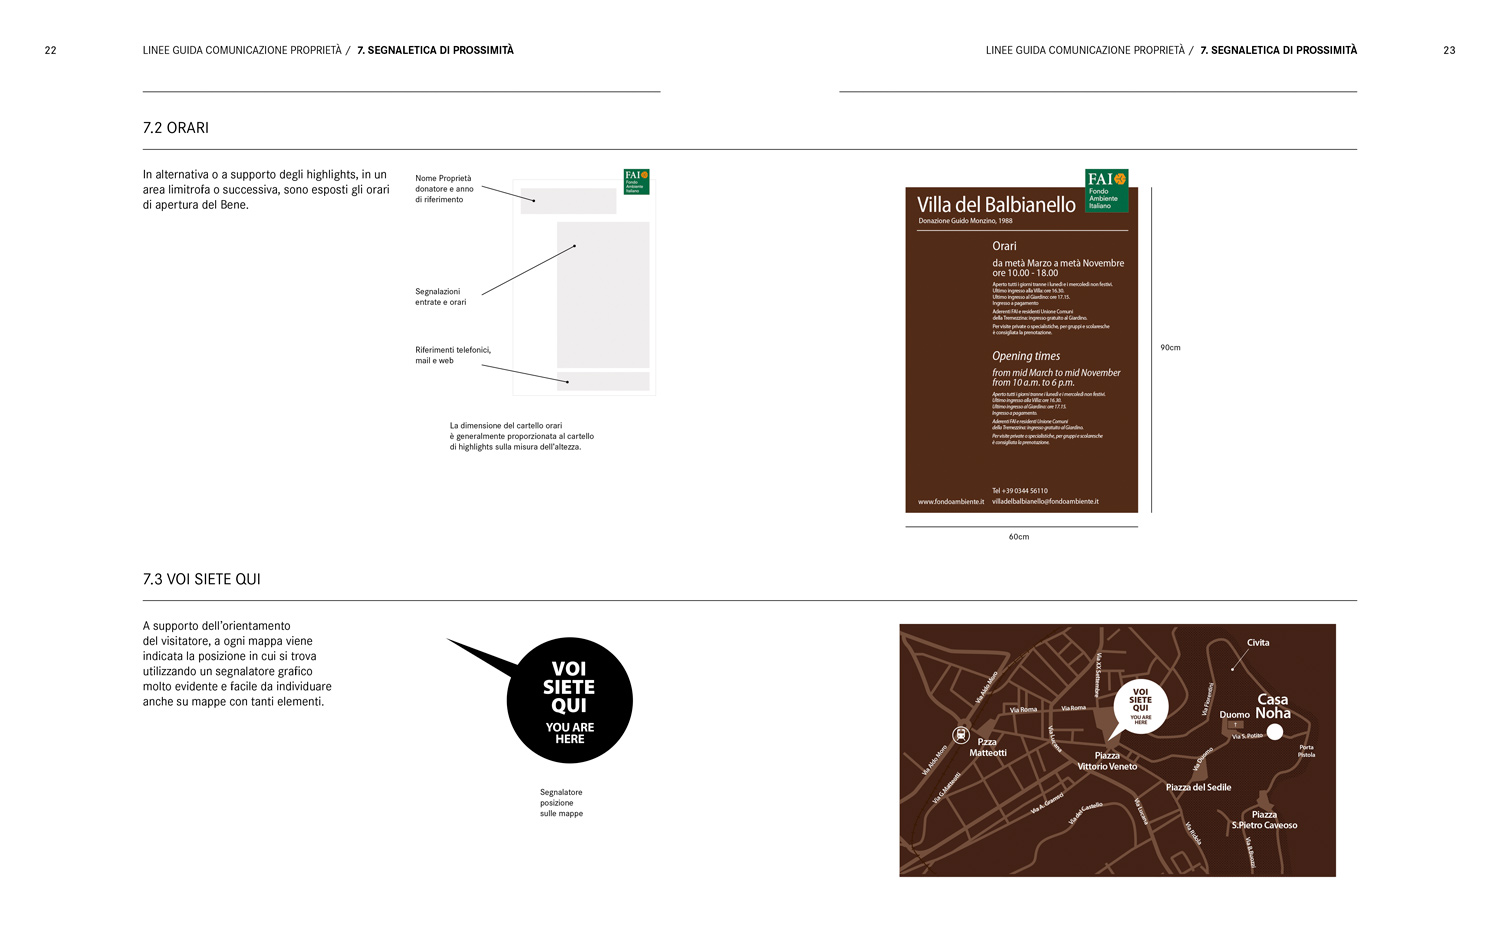 22
LINEE GUIDA COMUNICAZIONE PROPRIETÀ / 7. SEGNALETICA DI PROSSIMITÀ
LINEE GUIDA COMUNICAZIONE PROPRIETÀ / 7. SEGNALETICA DI PROSSIMITÀ
23
7.2 ORARI
In alternativa o a supporto degli highlights, in un
area limitrofa o successiva, sono esposti gli orari
di apertura del Bene.
Nome Proprietà
donatore e anno
di riferimento
Segnalazioni
entrate e orari
Riferimenti telefonici,
mail e web
FAI
Fondo
Ambiente
Italiano
La dimensione del cartello orari
è generalmente proporzionata al cartello
di highlights sulla misura dell'altezza.
FAI
Fondo
Ambiente
Italiano
Villa del Balbianello
Donazione Guido Monzino, 1988
Orari
da metà Marzo a metà Novembre
ore 10.00 - 18.00
Aperto tutti i giorni tranne i lunedì e i mercoledì non festivi.
Ultimo ingresso alla Villa: ore 16.30.
Ultimo ingresso al Giardino: ore 17.15.
Ingresso a pagamento
Aderenti FAI e residenti Unione Comuni
della Tremezzina: ingresso gratuito al Giardino.
Per visite private o specialistiche, per gruppi e scolaresche
è consigliata la prenotazione.
Opening times
from mid March to mid November
from 10 a.m. to 6 p.m.
Aperto tutti i giorni tranne i lunedì e i mercoledì non festivi.
Ultimo ingresso alla Villa: ore 16.30.
Ultimo ingresso al Giardino: ore 17.15.
Ingresso a pagamento.
Aderenti FAI e residenti Unione Comuni
della Tremezzina: ingresso gratuito al Giardino.
Per visite private o specialistiche, per gruppi e scolaresche
è consigliata la prenotazione.
Tel +39 0344 56110
www.fondoambiente.it villadelbalbianello@fondoambiente.it
90cm
60cm
7.3 VOI SIETE QUI
A supporto dell'orientamento
del visitatore, a ogni mappa viene
indicata la posizione in cui si trova
utilizzando un segnalatore grafico
molto evidente e facile da individuare
anche su mappe con tanti elementi.
VOI
SIETE
QUI
YOU ARE
HERE
Segnalatore
posizione
sulle mappe
Civita
Via XX Settembre
Via Aldo Moro
VOI
SIETE
QUI
YOU ARE
HERE
Via Fiorentini
Casa
Noha
Via Roma
Via Roma
Duomo
Via S. Potito
Via Lucana
P.zza
Matteotti
Porta
Pistola
Via Aldo Moro
Piazza
Vittorio Veneto
Via Duomo
Via G. Matteotti
Piazza del Sedile
Via A. Gramsci
Via del Castello
Via Lucana
Via Ridola
Piazza
S.Pietro Caveoso
Via B. Buozzi